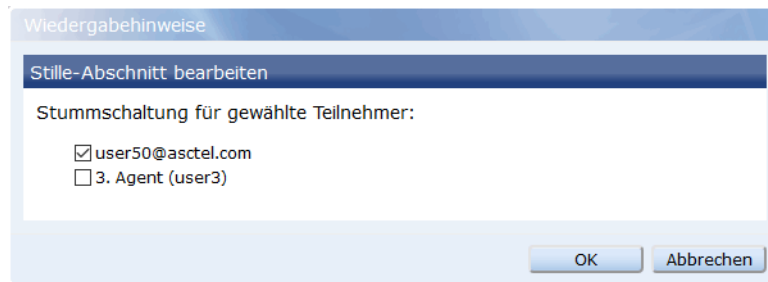 Wiedergabehinweise
Stille-Abschnitt bearbeiten
Stummschaltung für gewählte Teilnehmer:
user50@asctel.com
3. Agent (user3)
OK Abbrechen